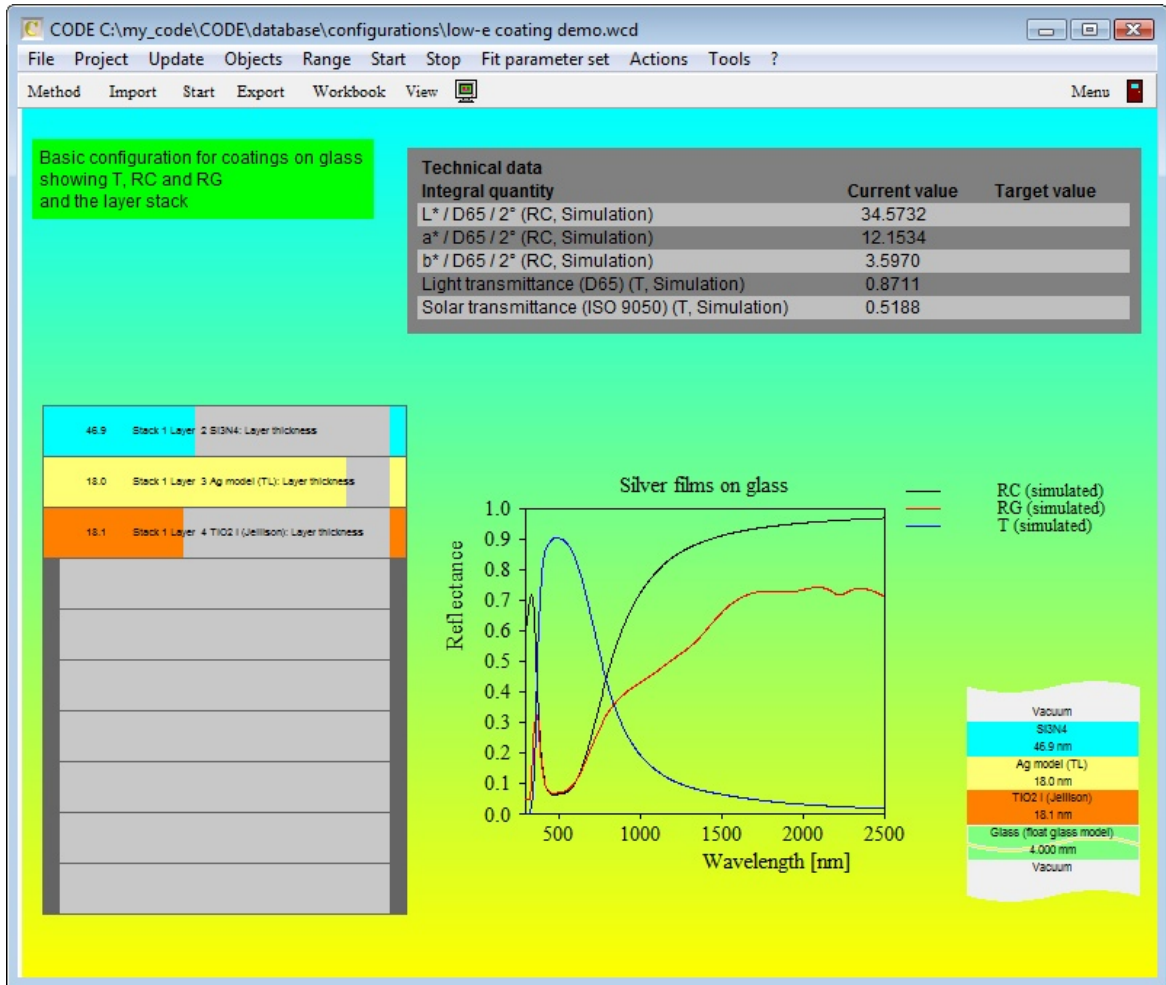 CODE C:\my_code\CODE\database\configurations\low-e coating demo.wcd
File Project Update Objects Range Start Stop Fit parameter set Actions Tools ?
Method Import Start Export Workbook View Menu
Basic configuration for coatings on glass
showing T, RC and RG
and the layer stack
Technical data
Integral quantity Current value Target value
L* / D65 / 2° (RC, Simulation) 34.5732
a* / D65 / 2° (RC, Simulation) 12.1534
b* / D65 / 2° (RC, Simulation) 3.5970
Light transmittance (D65) (T, Simulation) 0.8711
Solar transmittance (ISO 9050) (T, Simulation) 0.5188
46.9 Stack 1 Layer 2 Si3N4: Layer thickness
18.0 Stack 1 Layer 3 Ag model (TL): Layer thickness
18.1 Stack 1 Layer 4 TiO2 I (Jellison): Layer thickness
Silver films on glass
RC (simulated)
RG (simulated)
T (simulated)
Reflectance
1.0
0.9
0.8
0.7
0.6
0.5
0.4
0.3
0.2
0.1
0.0
500 1000 1500 2000 2500
Wavelength [nm]
Vacuum
Si3N4
46.9 nm
Ag model (TL)
18.0 nm
TiO2 I (Jellison)
18.1 nm
Glass (float glass model)
4.000 mm
Vacuum